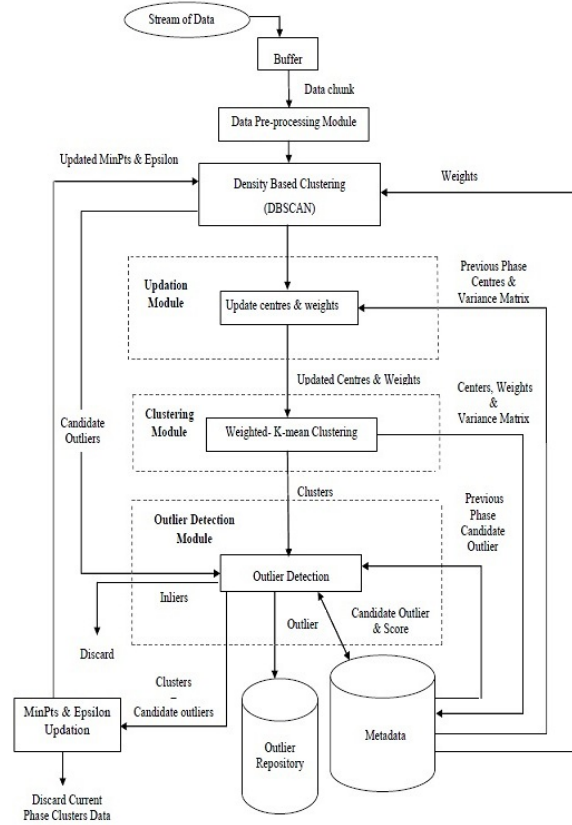 Stream of Data
Buffer
Data chunk
Data Pre-processing Module
Updated MinPts & Epsilon
Density Based Clustering
(DBSCAN)
Weights
Updation
Module
Update centres & weights
Previous Phase
Centres &
Variance Matrix
Updated Centres & Weights
Clustering
Module
Weighted- K-mean Clustering
Centers, Weights
&
Variance Matrix
Candidate
Outliers
Clusters
Previous
Phase
Candidate
Outlier
Outlier Detection
Module
Outlier Detection
Inliers
Outlier
Candidate Outlier
& Score
Discard
Clusters
–
Candidate outliers
MinPts & Epsilon
Updation
Outlier
Repository
Metadata
Discard Current
Phase Clusters Data